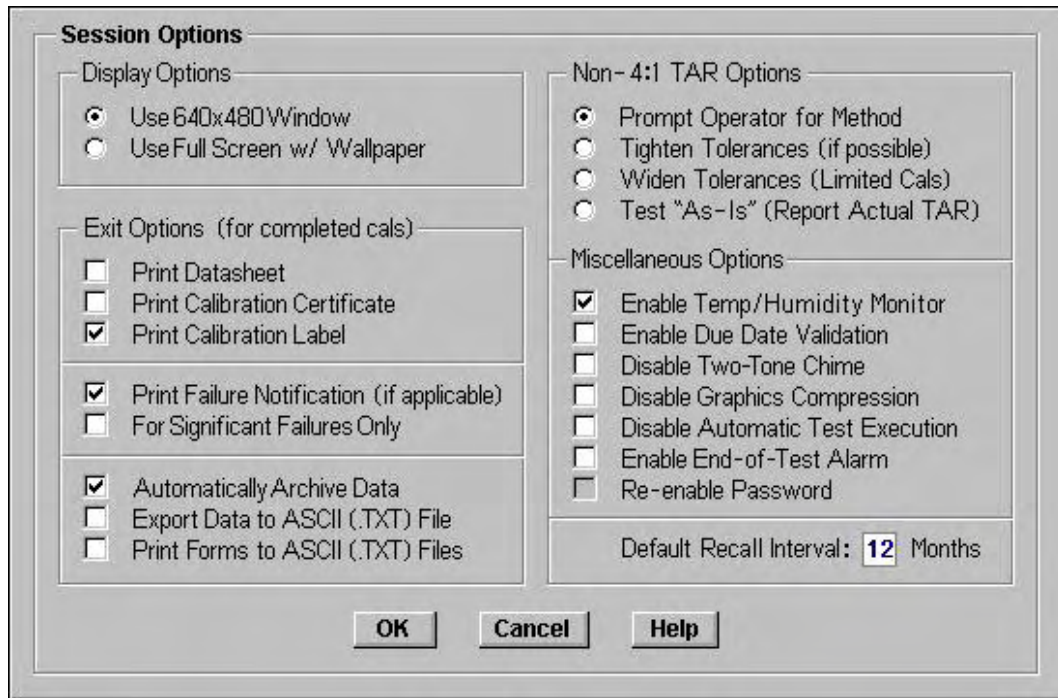 Session Options
Display Options
Use 640x480 Window
Use Full Screen w/ Wallpaper
Exit Options (for completed cals)
Print Datasheet
Print Calibration Certificate
Print Calibration Label
Print Failure Notification (if applicable)
For Significant Failures Only
Automatically Archive Data
Export Data to ASCII (.TXT) File
Print Forms to ASCII (.TXT) Files
Non-4:1 TAR Options
Prompt Operator for Method
Tighten Tolerances (if possible)
Widen Tolerances (Limited Cals)
Test "As-Is" (Report Actual TAR)
Miscellaneous Options
Enable Temp/Humidity Monitor
Enable Due Date Validation
Disable Two-Tone Chime
Disable Graphics Compression
Disable Automatic Test Execution
Enable End-of-Test Alarm
Re-enable Password
Default Recall Interval: 12 Months
OK Cancel Help